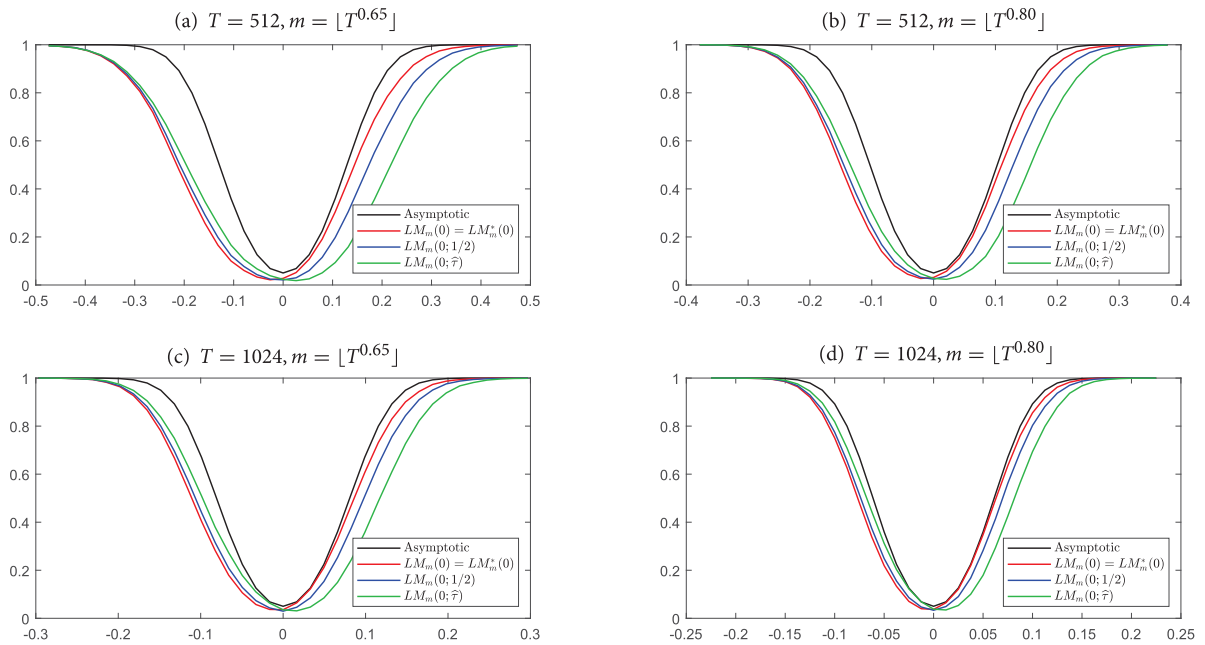 (a) T = 512, m = ⌊T^0.65⌋
1
0.8
0.6
0.4
0.2
0
-0.5 -0.4 -0.3 -0.2 -0.1 0 0.1 0.2 0.3 0.4 0.5
Asymptotic
LM_m(0) = LM*_m(0)
LM_m(0; 1/2)
LM_m(0; τ̂)
(b) T = 512, m = ⌊T^0.80⌋
1
0.8
0.6
0.4
0.2
0
-0.4 -0.3 -0.2 -0.1 0 0.1 0.2 0.3 0.4
Asymptotic
LM_m(0) = LM*_m(0)
LM_m(0; 1/2)
LM_m(0; τ̂)
(c) T = 1024, m = ⌊T^0.65⌋
1
0.8
0.6
0.4
0.2
0
-0.3 -0.2 -0.1 0 0.1 0.2 0.3
Asymptotic
LM_m(0) = LM*_m(0)
LM_m(0; 1/2)
LM_m(0; τ̂)
(d) T = 1024, m = ⌊T^0.80⌋
1
0.8
0.6
0.4
0.2
0
-0.25 -0.2 -0.15 -0.1 -0.05 0 0.05 0.1 0.15 0.2 0.25
Asymptotic
LM_m(0) = LM*_m(0)
LM_m(0; 1/2)
LM_m(0; τ̂)